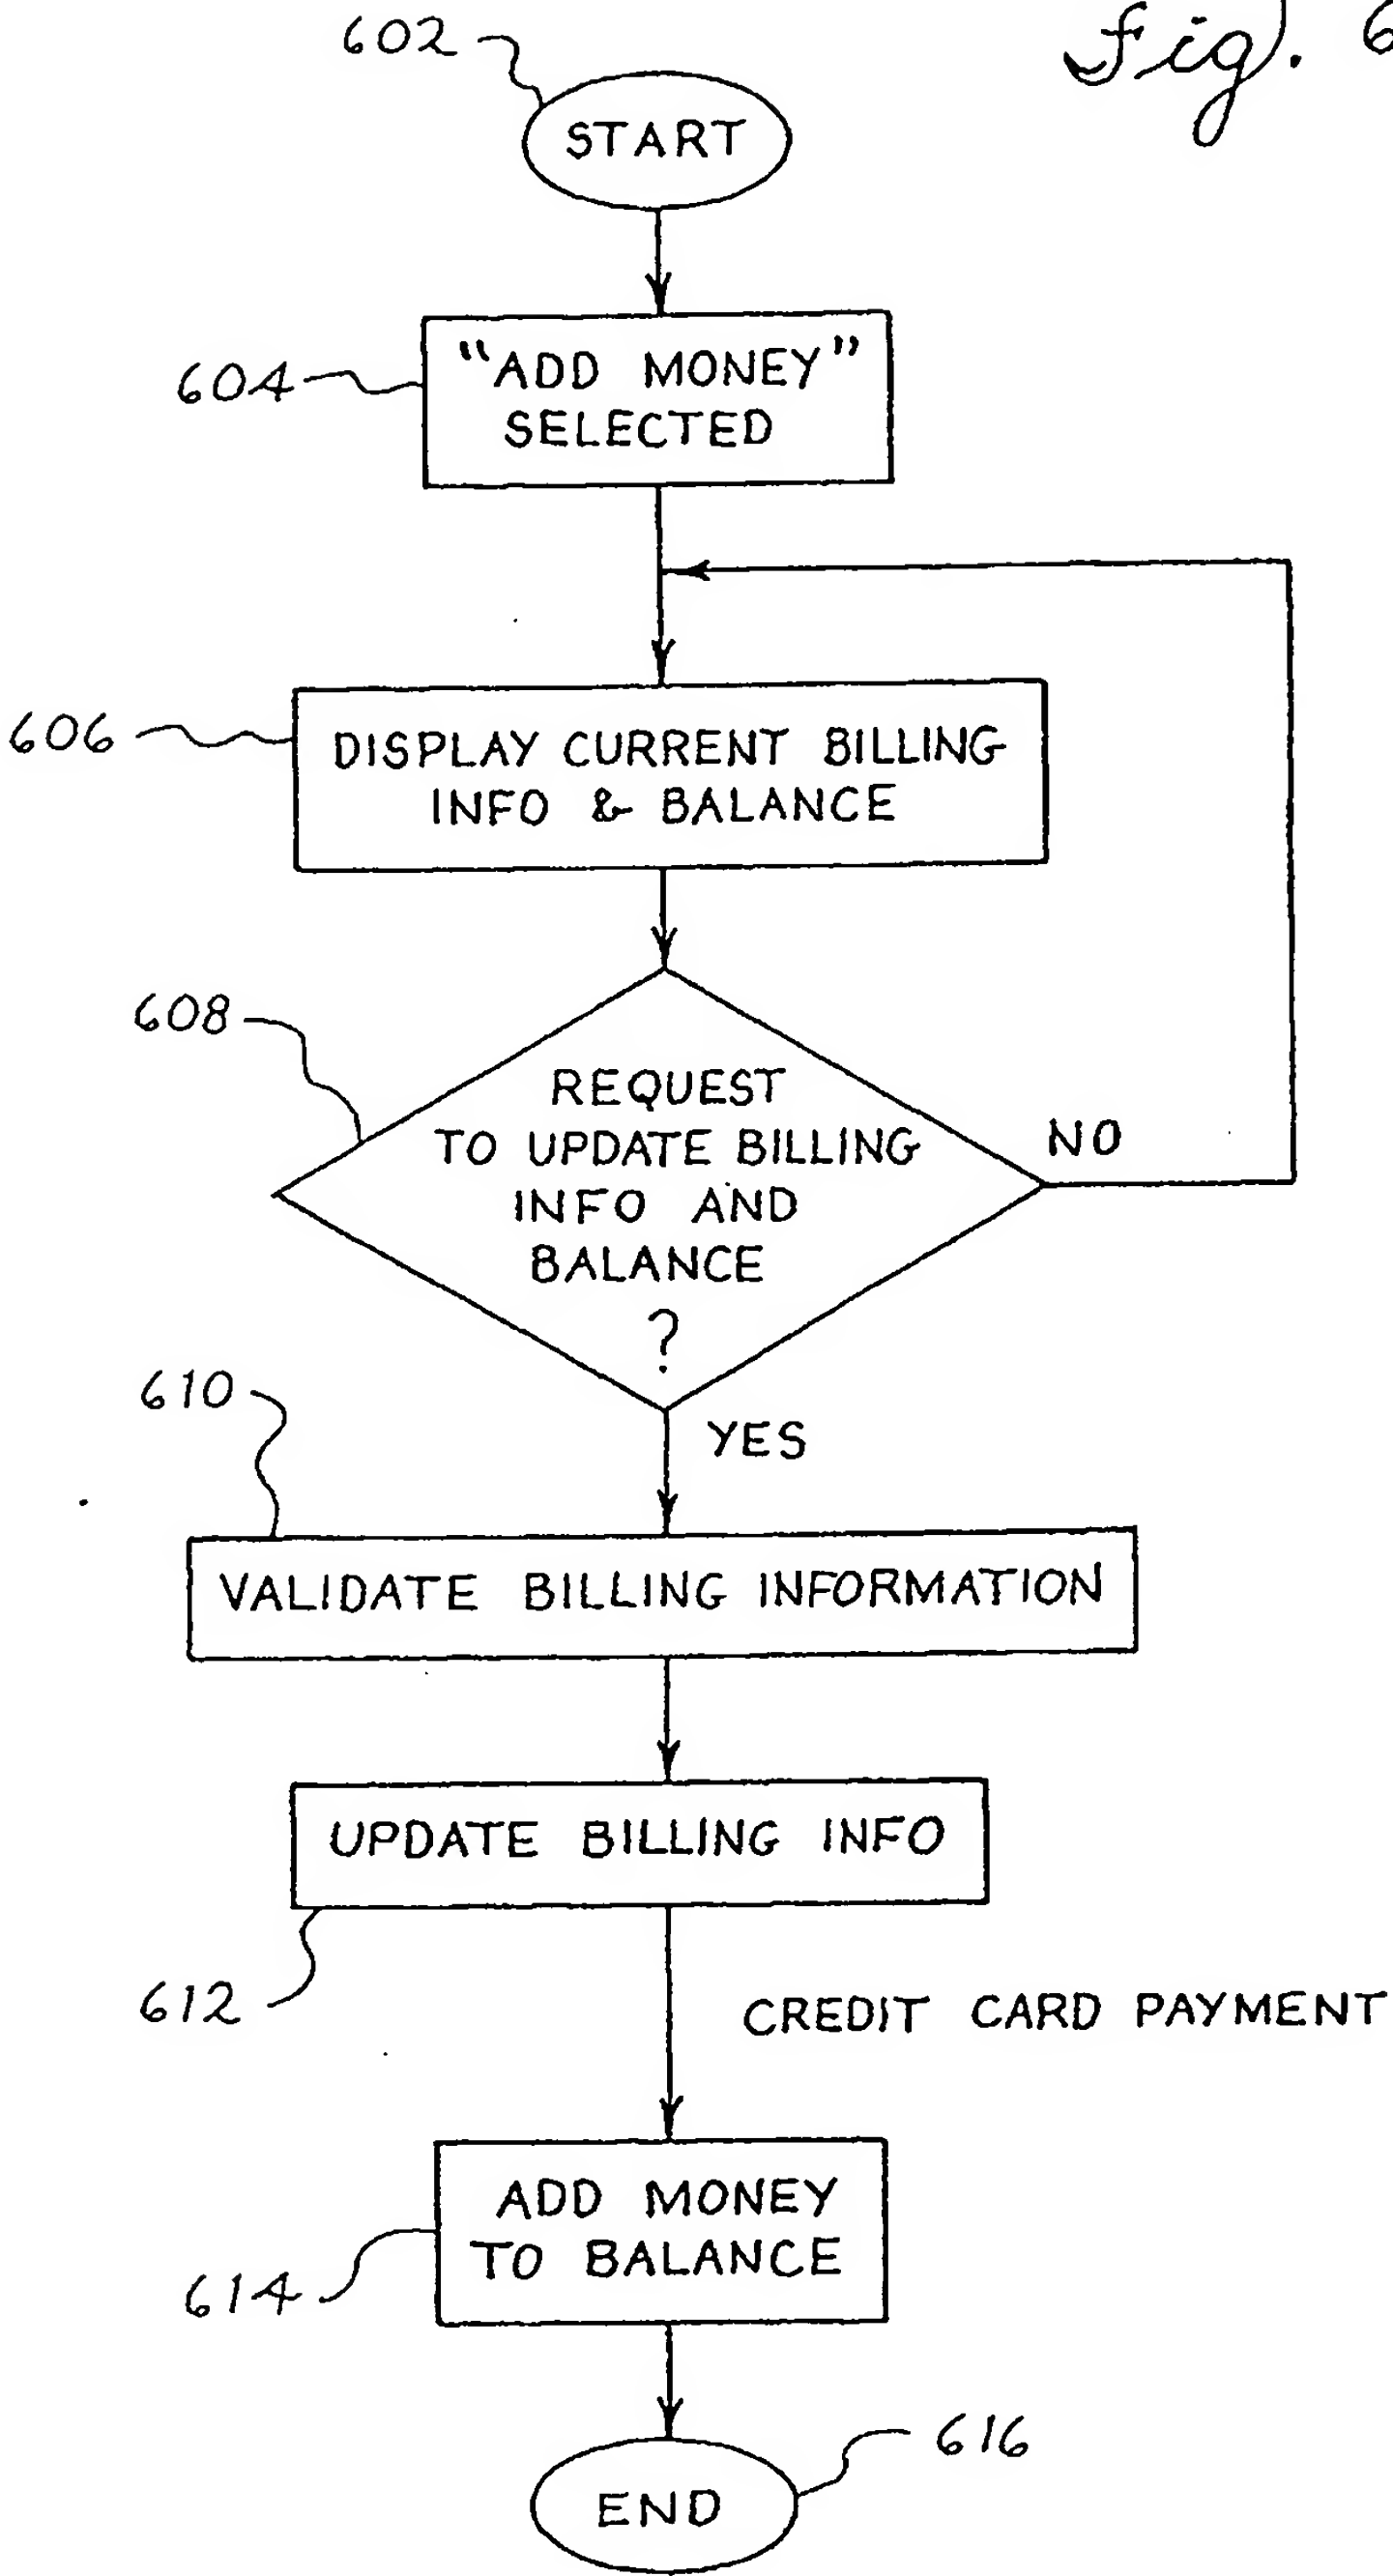 Fig. 6
602
START
604
"ADD MONEY"
SELECTED
606
DISPLAY CURRENT BILLING
INFO & BALANCE
608
REQUEST
TO UPDATE BILLING
INFO AND
BALANCE
?
NO
YES
610
VALIDATE BILLING INFORMATION
UPDATE BILLING INFO
612
CREDIT CARD PAYMENT
ADD MONEY
TO BALANCE
614
616
END